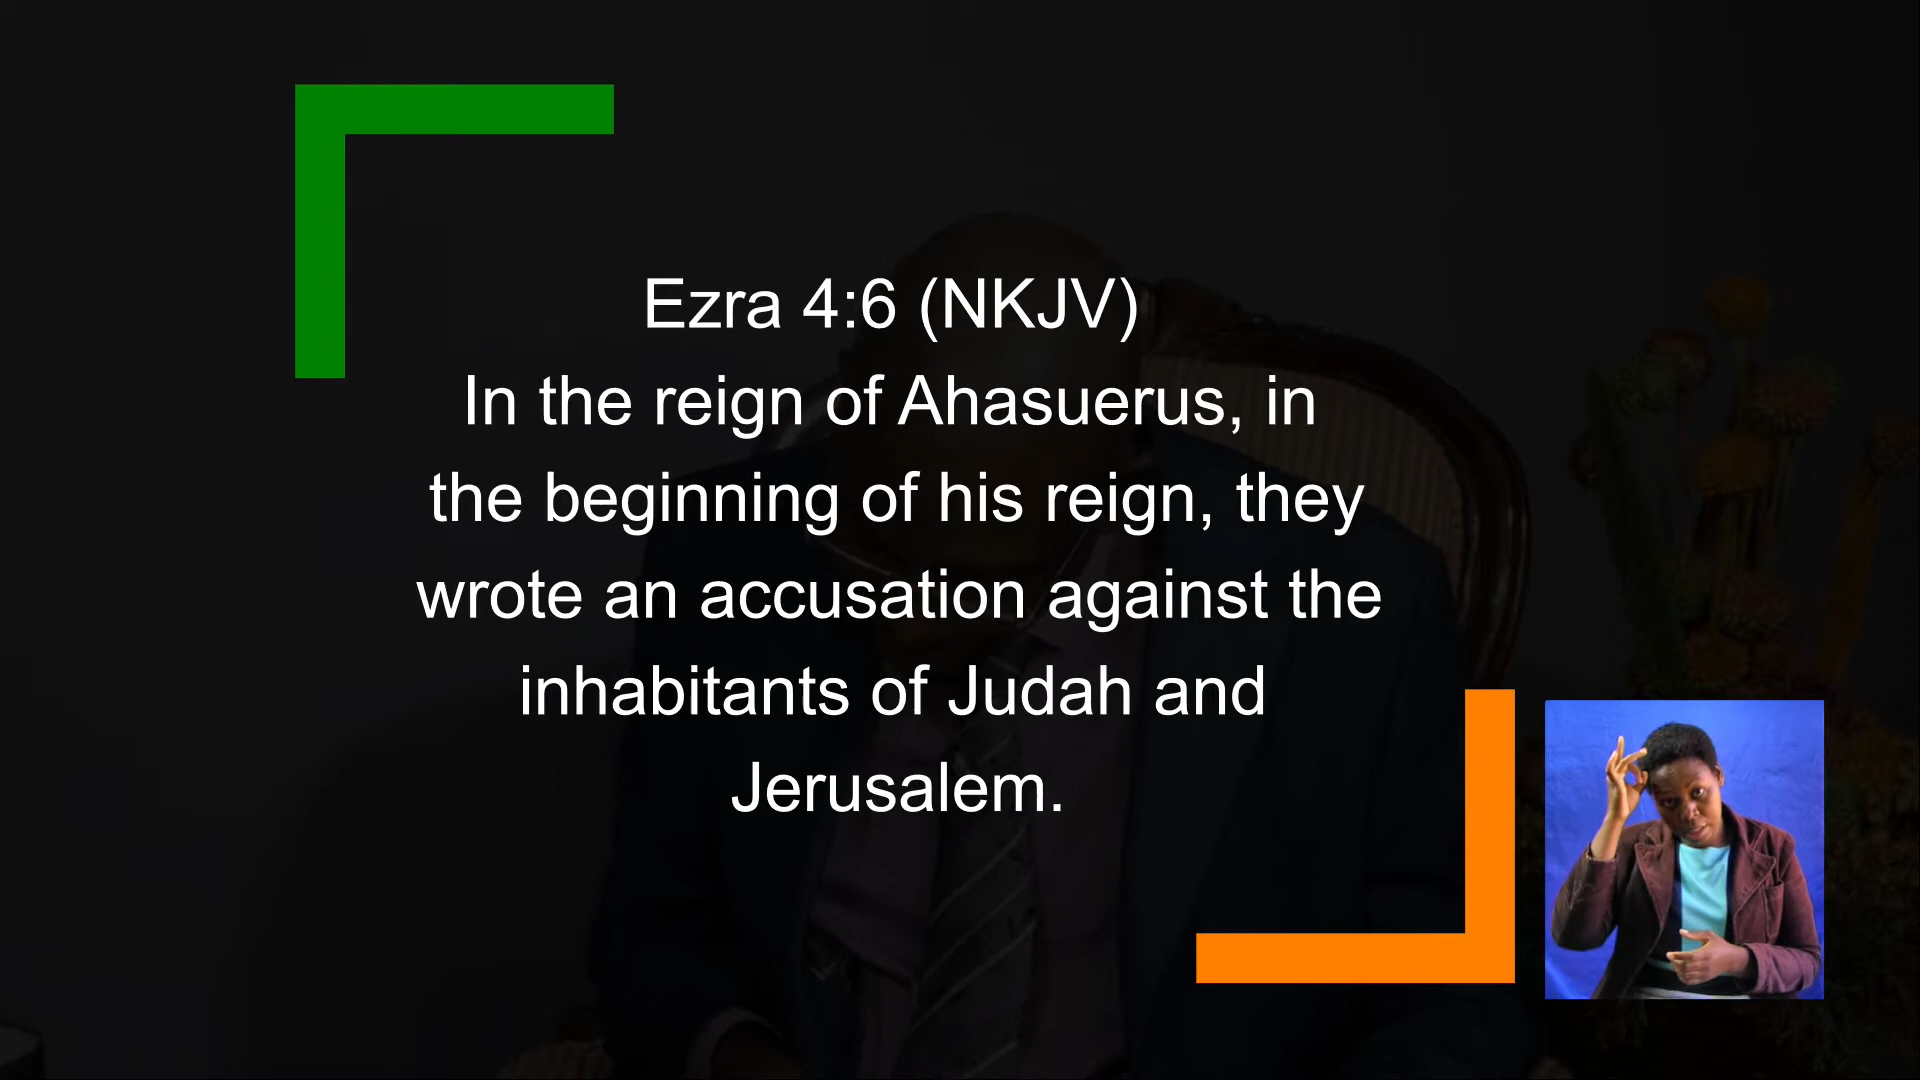 Ezra 4:6 (NKJV)
In the reign of Ahasuerus, in
the beginning of his reign, they
wrote an accusation against the
inhabitants of Judah and
Jerusalem.